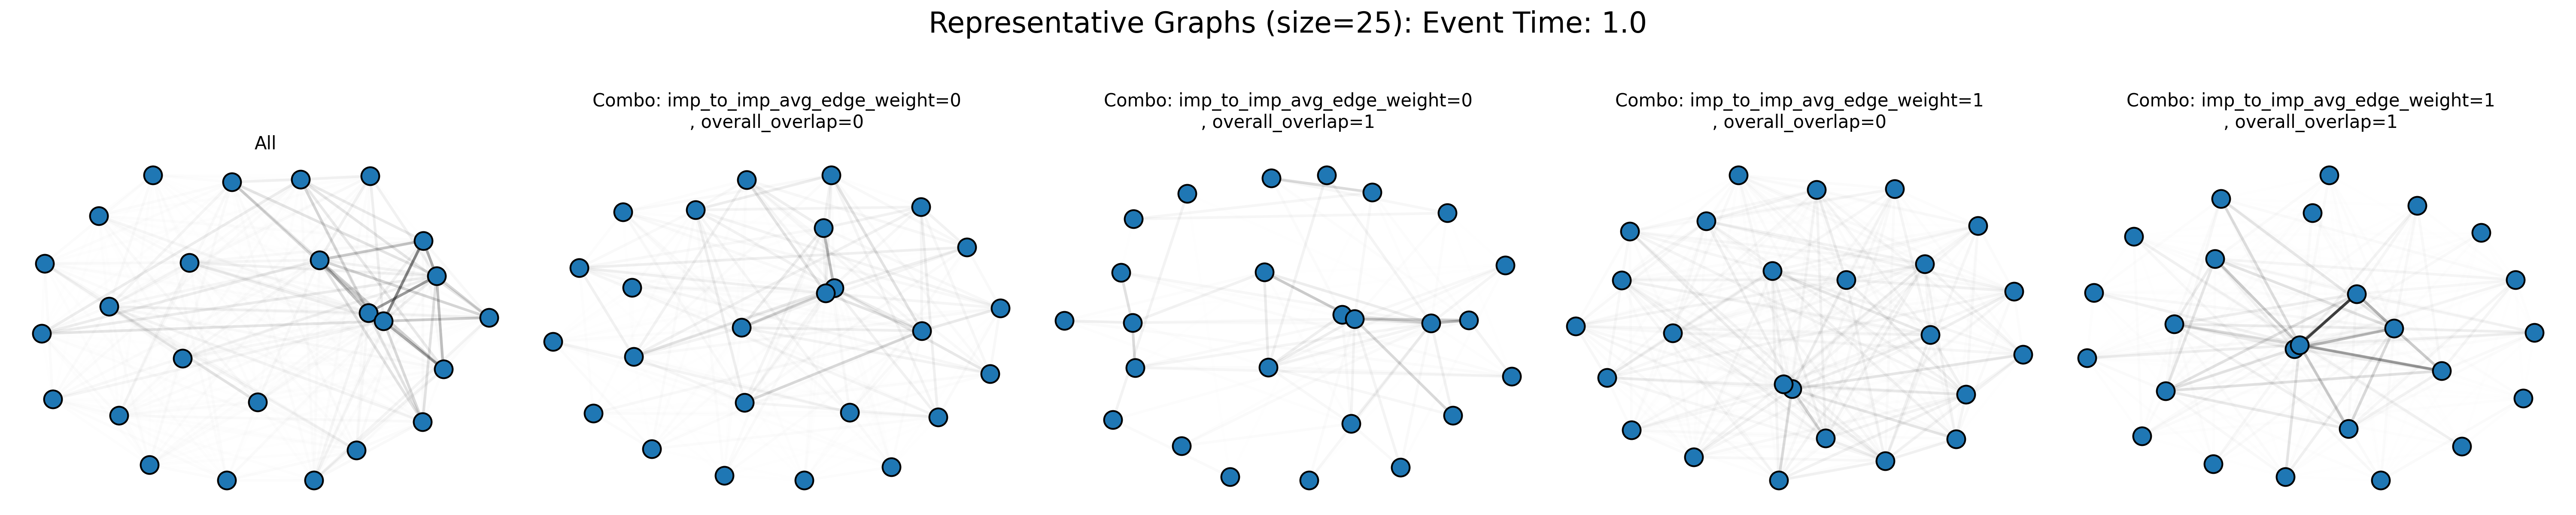 Representative Graphs (size=25): Event Time: 1.0
All
Combo: imp_to_imp_avg_edge_weight=0
, overall_overlap=0
Combo: imp_to_imp_avg_edge_weight=0
, overall_overlap=1
Combo: imp_to_imp_avg_edge_weight=1
, overall_overlap=0
Combo: imp_to_imp_avg_edge_weight=1
, overall_overlap=1